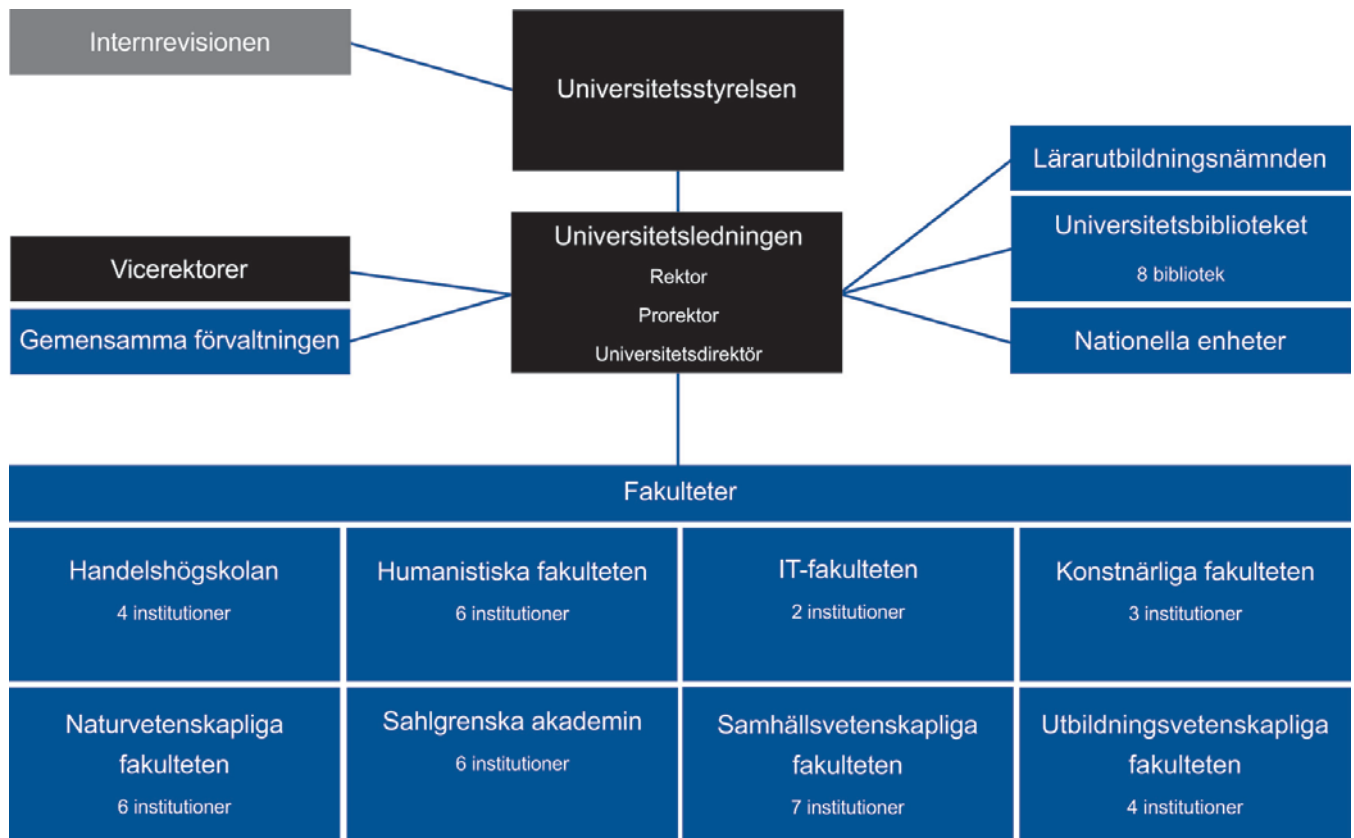 Internrevisionen
Universitetsstyrelsen
Lärarutbildningsnämnden
Universitetsbiblioteket
8 bibliotek
Nationella enheter
Universitetsledningen
Rektor
Prorektor
Universitetsdirektör
Vicerektorer
Gemensamma förvaltningen
Fakulteter
Handelshögskolan
4 institutioner
Humanistiska fakulteten
6 institutioner
IT-fakulteten
2 institutioner
Konstnärliga fakulteten
3 institutioner
Naturvetenskapliga
fakulteten
6 institutioner
Sahlgrenska akademin
6 institutioner
Samhällsvetenskapliga
fakulteten
7 institutioner
Utbildningsvetenskapliga
fakulteten
4 institutioner